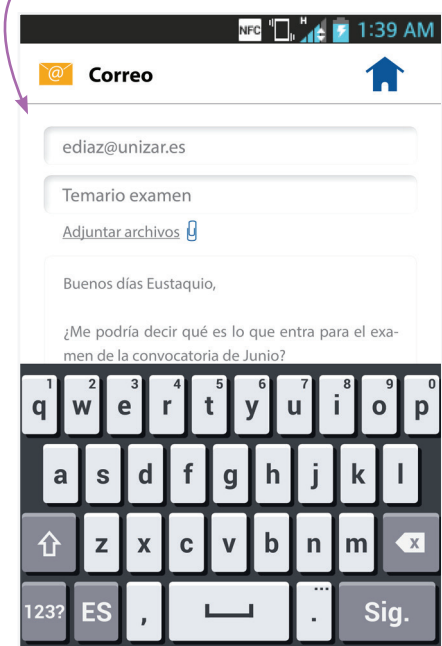 NFC H 1:39 AM
@ Correo
ediaz@unizar.es
Temario examen
Adjuntar archivos
Buenos días Eustaquio,
¿Me podría decir qué es lo que entra para el exa-
men de la convocatoria de Junio?
1 2 3 4 5 6 7 8 9 0
q w e r t y u i o p
a s d f g h j k l
z x c v b n m x
123? ES , ... . Sig.